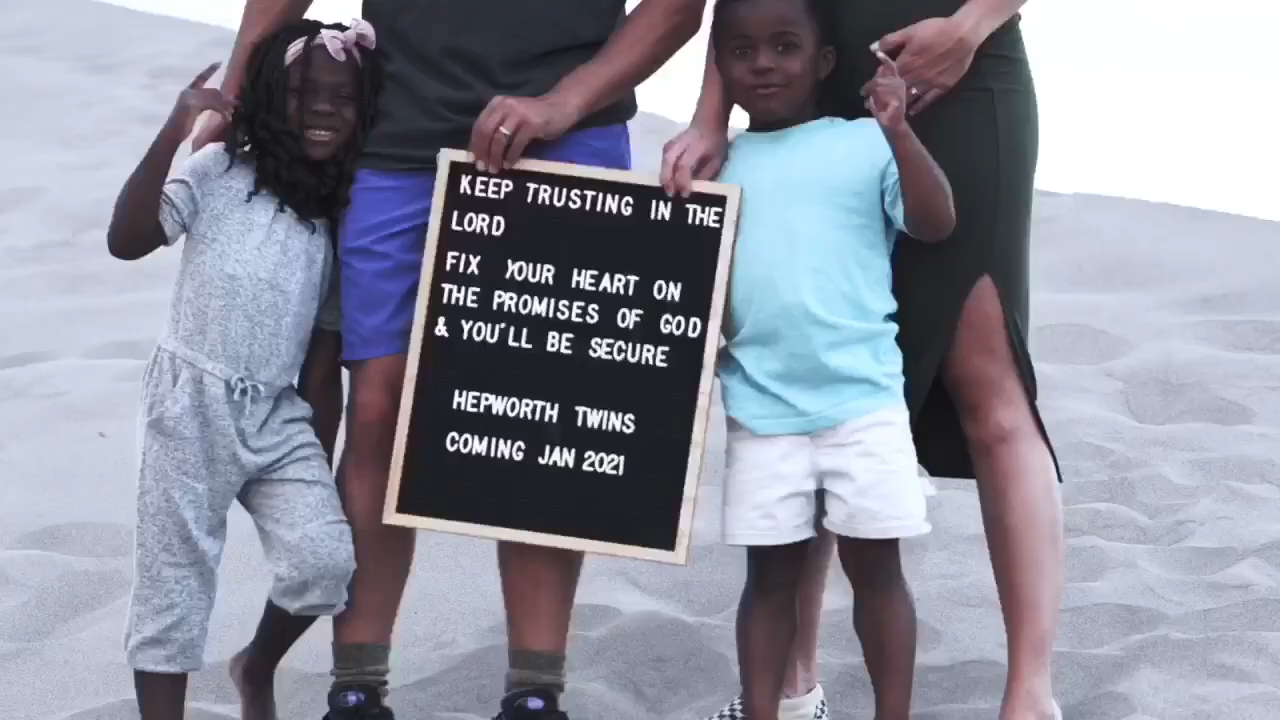 KEEP TRUSTING IN THE
LORD
FIX YOUR HEART ON
THE PROMISES OF GOD
& YOU'LL BE SECURE
HEPWORTH TWINS
COMING JAN 2021